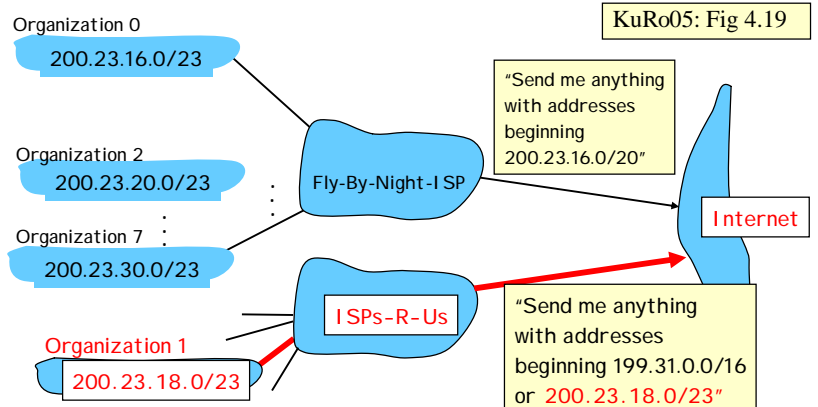 Organization 0
KuRo05: Fig 4.19
200.23.16.0/23
"Send me anything
with addresses
beginning
200.23.16.0/20"
Organization 2
200.23.20.0/23
Fly-By-Night-ISP
Internet
Organization 7
200.23.30.0/23
ISPs-R-Us
"Send me anything
with addresses
beginning 199.31.0.0/16
or 200.23.18.0/23"
Organization 1
200.23.18.0/23